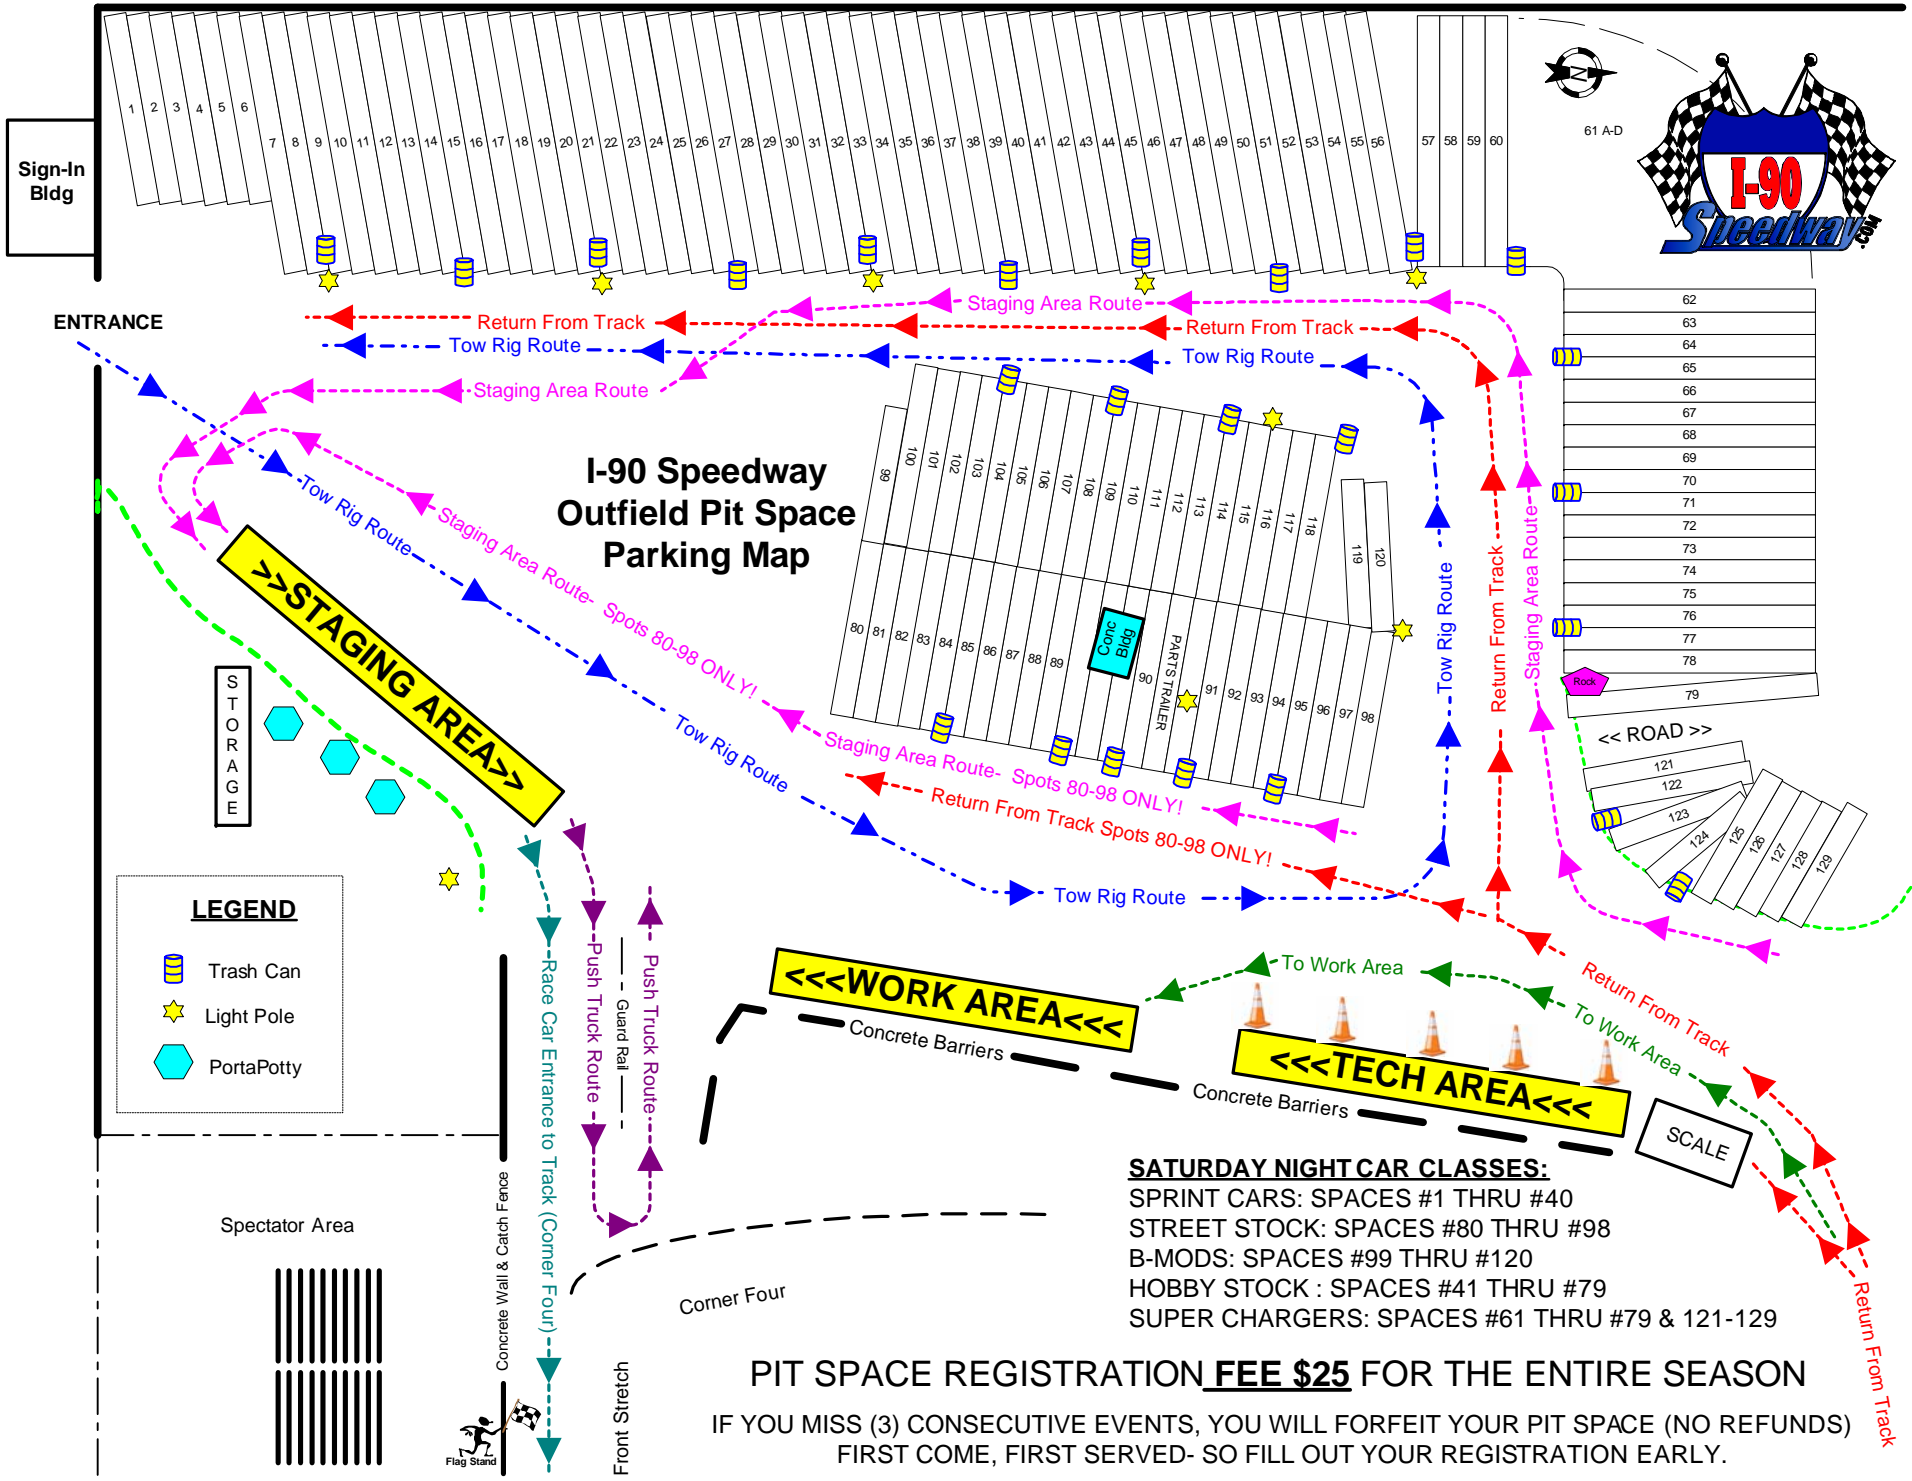 1
2
3
4
5
6
7
8
9
10
11
12
13
14
15
16
17
18
19
20
21
22
23
24
25
26
27
28
29
30
31
32
33
34
35
36
37
38
39
40
41
42
43
44
45
46
47
48
49
50
51
52
53
54
55
56
57
58
59
60
N
61 A-D
I-90
Speedway
.COM
Sign-In
Bldg
ENTRANCE
Staging Area Route
Return From Track
Return From Track
Tow Rig Route
Tow Rig Route
Staging Area Route
62
63
64
65
66
67
68
69
70
71
72
73
74
75
76
77
78
79
Rock
<< ROAD >>
121
122
123
124
125
126
127
128
129
I-90 Speedway
Outfield Pit Space
Parking Map
99
100
101
102
103
104
105
106
107
108
109
110
111
112
113
114
115
116
117
118
119
120
80
81
82
83
84
85
86
87
88
89
Conc
Bldg
90
PARTS TRAILER
91
92
93
94
95
96
97
98
Tow Rig Route
Staging Area Route- Spots 80-98 ONLY!
Tow Rig Route
Staging Area Route- Spots 80-98 ONLY!
Return From Track Spots 80-98 ONLY!
Tow Rig Route
Tow Rig Route
Return From Track
Staging Area Route
>>STAGING AREA>>
STORAGE
LEGEND
Trash Can
Light Pole
PortaPotty
Race Car Entrance to Track (Corner Four)
Push Truck Route
Guard Rail
Push Truck Route
<<<WORK AREA<<<
Concrete Barriers
To Work Area
To Work Area
Return From Track
<<<TECH AREA<<<
Concrete Barriers
SCALE
Return From Track
Spectator Area
Concrete Wall & Catch Fence
Flag Stand
Front Stretch
Corner Four
SATURDAY NIGHT CAR CLASSES:
SPRINT CARS: SPACES #1 THRU #40
STREET STOCK: SPACES #80 THRU #98
B-MODS: SPACES #99 THRU #120
HOBBY STOCK : SPACES #41 THRU #79
SUPER CHARGERS: SPACES #61 THRU #79 & 121-129
PIT SPACE REGISTRATION FEE $25 FOR THE ENTIRE SEASON
IF YOU MISS (3) CONSECUTIVE EVENTS, YOU WILL FORFEIT YOUR PIT SPACE (NO REFUNDS)
FIRST COME, FIRST SERVED- SO FILL OUT YOUR REGISTRATION EARLY.